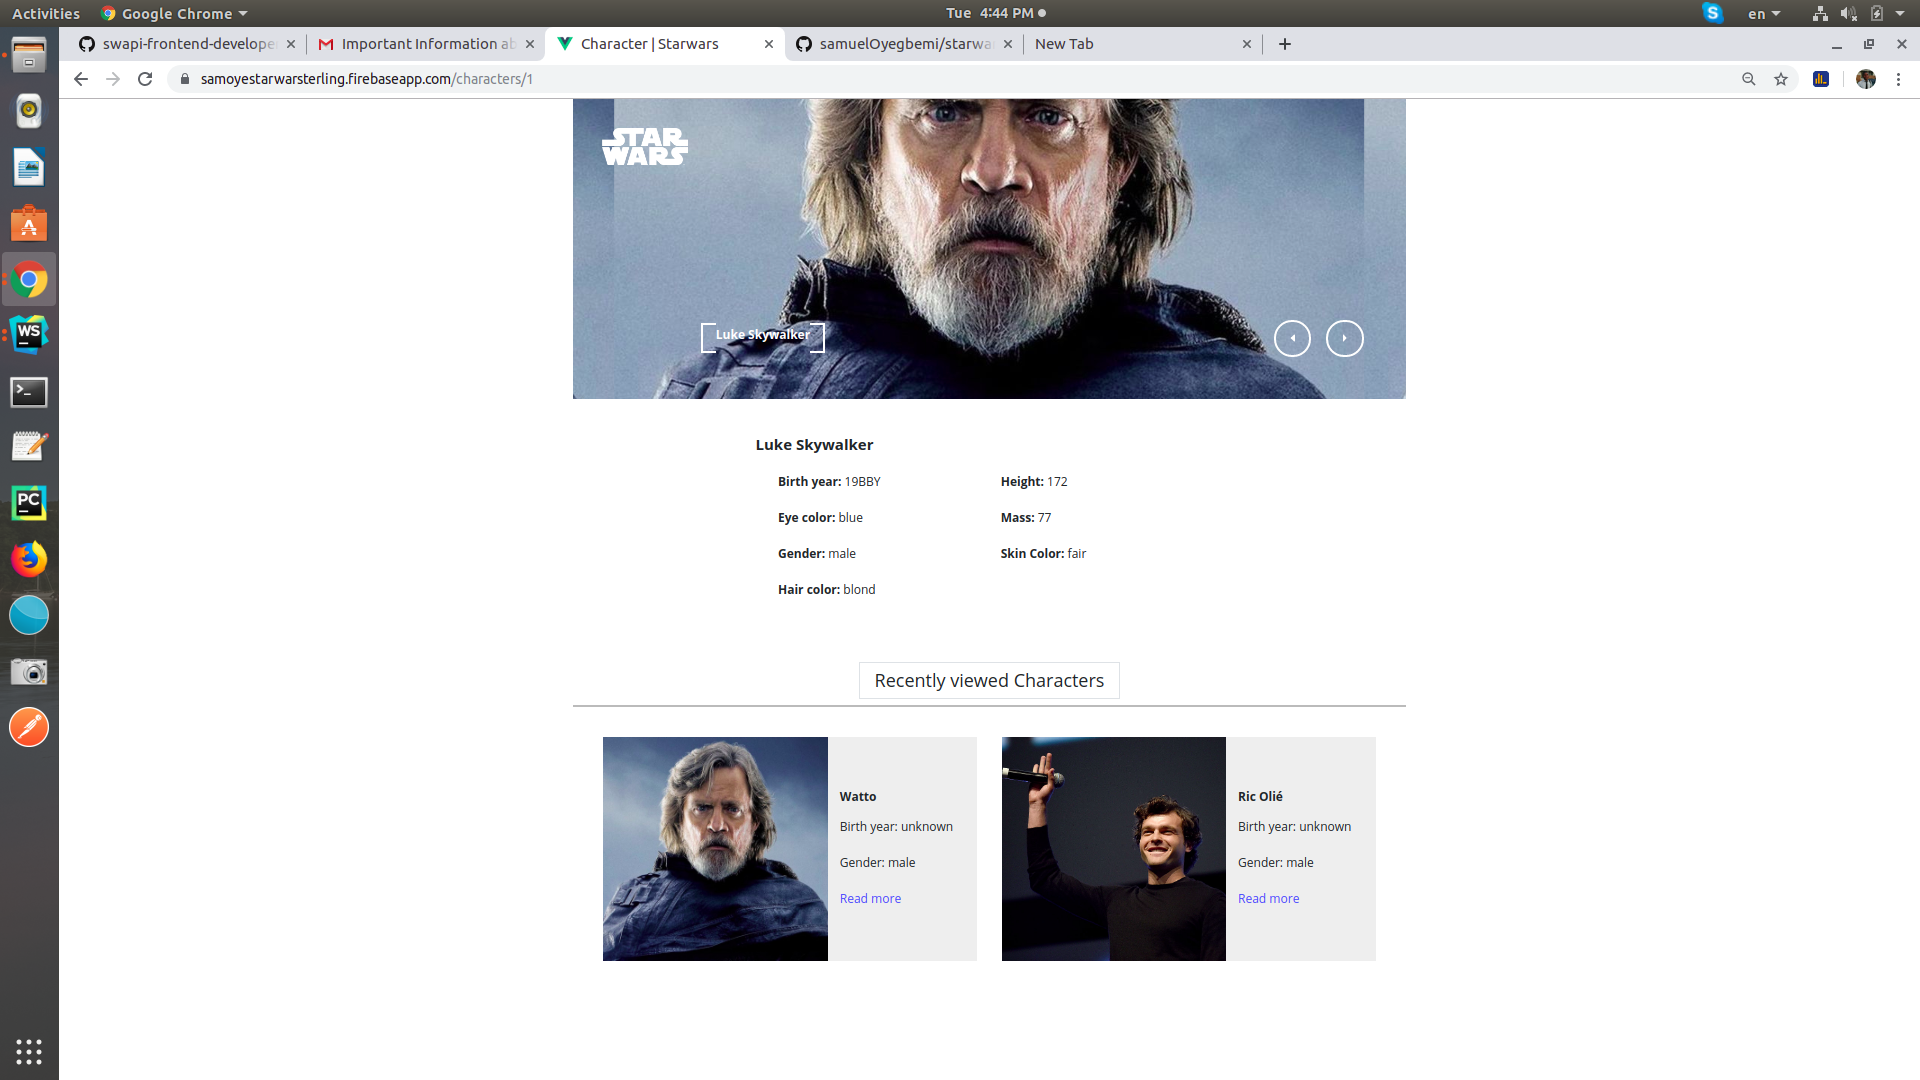 Activities Google Chrome Tue 4:44 PM en
swapi-frontend-develope Important Information ab Character | Starwars samuelOyegbemi/starwa New Tab
samoyestarwarsterling.firebaseapp.com/characters/1
STAR
WARS
Luke Skywalker
Luke Skywalker
Birth year: 19BBY Height: 172
Eye color: blue Mass: 77
Gender: male Skin Color: fair
Hair color: blond
Recently viewed Characters
Watto
Birth year: unknown
Gender: male
Read more
Ric Olié
Birth year: unknown
Gender: male
Read more
WS
PC